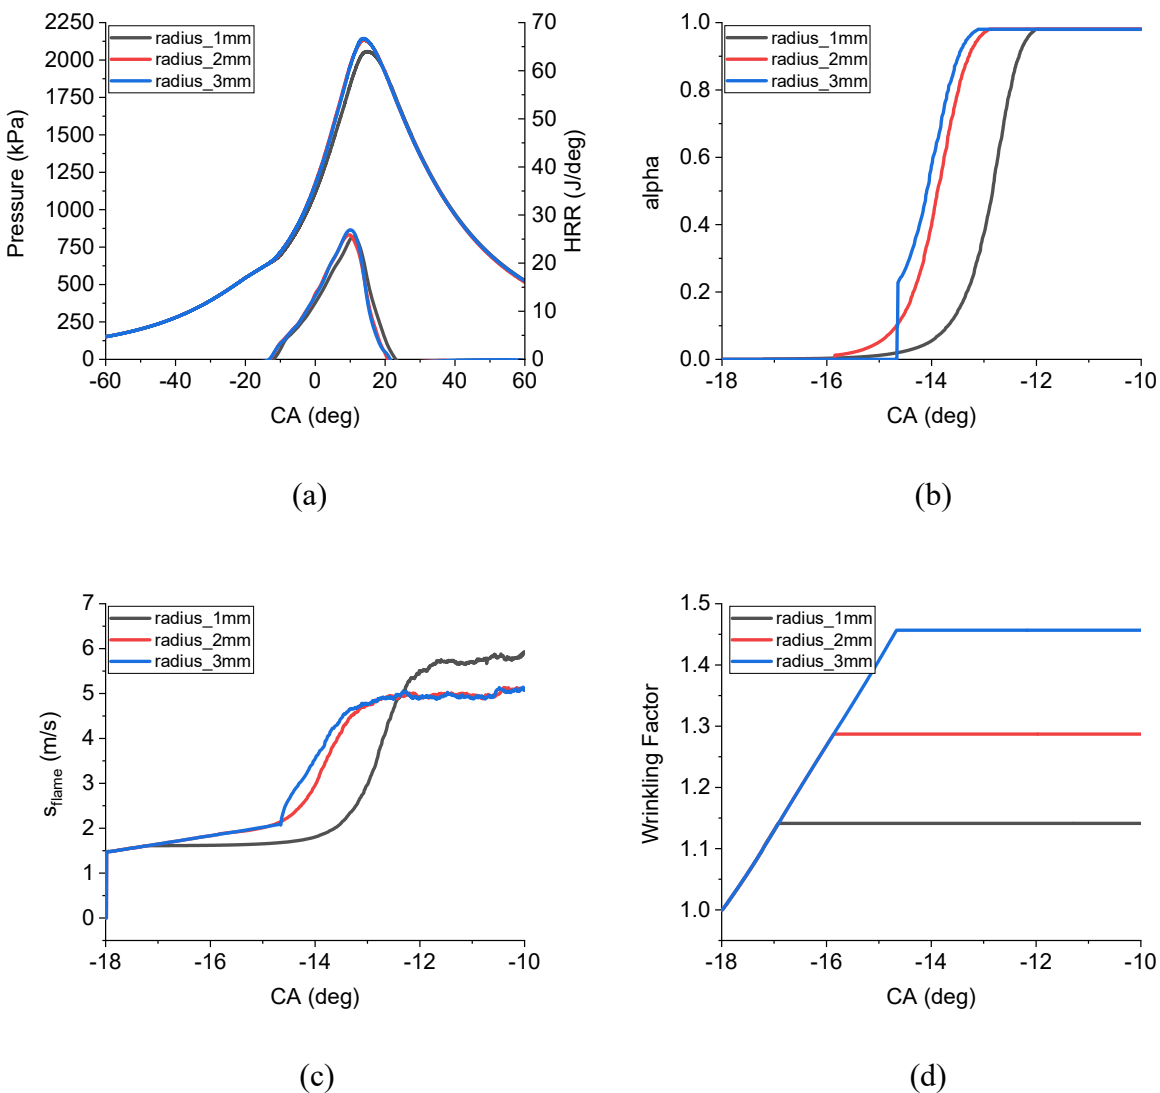 2250
2000
1750
1500
1250
1000
750
500
250
0
Pressure (kPa)
-60 -40 -20 0 20 40 60
CA (deg)
70
60
50
40
30
20
10
0
HRR (J/deg)
radius_1mm
radius_2mm
radius_3mm
(a)
1.0
0.8
0.6
0.4
0.2
0.0
alpha
-18 -16 -14 -12 -10
CA (deg)
radius_1mm
radius_2mm
radius_3mm
(b)
7
6
5
4
3
2
1
0
s_flame (m/s)
-18 -16 -14 -12 -10
CA (deg)
radius_1mm
radius_2mm
radius_3mm
(c)
1.5
1.4
1.3
1.2
1.1
1.0
Wrinkling Factor
-18 -16 -14 -12 -10
CA (deg)
radius_1mm
radius_2mm
radius_3mm
(d)